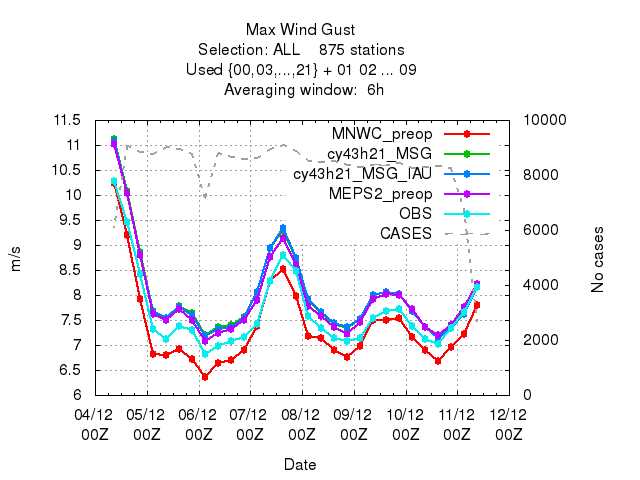 Max Wind Gust
Selection: ALL 875 stations
Used {00,03,...,21} + 01 02 ... 09
Averaging window: 6h
11.5
11
10.5
10
9.5
9
8.5
8
7.5
7
6.5
6
m/s
10000
8000
6000
4000
2000
0
No cases
MNWC_preop
cy43h21_MSG
cy43h21_MSG_IAU
MEPS2_preop
OBS
CASES
04/12 05/12 06/12 07/12 08/12 09/12 10/12 11/12 12/12
00Z 00Z 00Z 00Z 00Z 00Z 00Z 00Z 00Z
Date